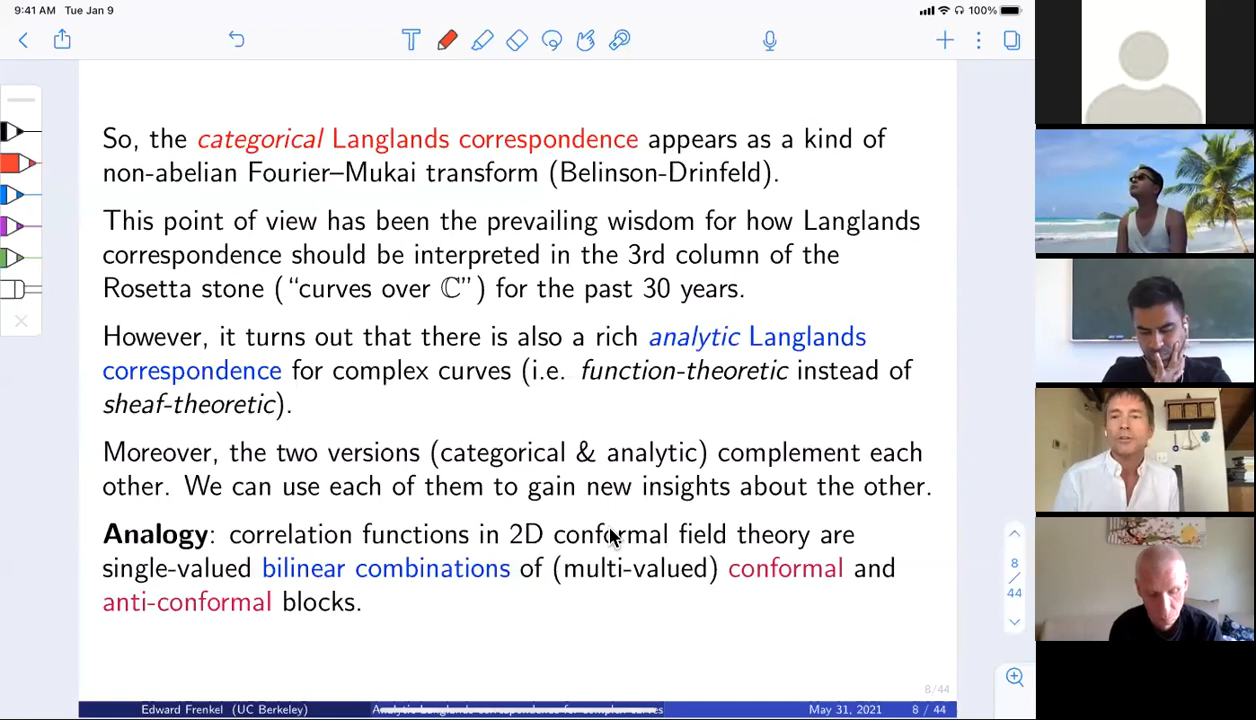 9:41 AM Tue Jan 9
100%
So, the categorical Langlands correspondence appears as a kind of
non-abelian Fourier–Mukai transform (Belinson-Drinfeld).
This point of view has been the prevailing wisdom for how Langlands
correspondence should be interpreted in the 3rd column of the
Rosetta stone (“curves over ℂ”) for the past 30 years.
However, it turns out that there is also a rich analytic Langlands
correspondence for complex curves (i.e. function-theoretic instead of
sheaf-theoretic).
Moreover, the two versions (categorical & analytic) complement each
other. We can use each of them to gain new insights about the other.
Analogy: correlation functions in 2D conformal field theory are
single-valued bilinear combinations of (multi-valued) conformal and
anti-conformal blocks.
8
/
44
8/44
Edward Frenkel (UC Berkeley) Analytic Langlands correspondence for complex curves May 31, 2021 8 / 44